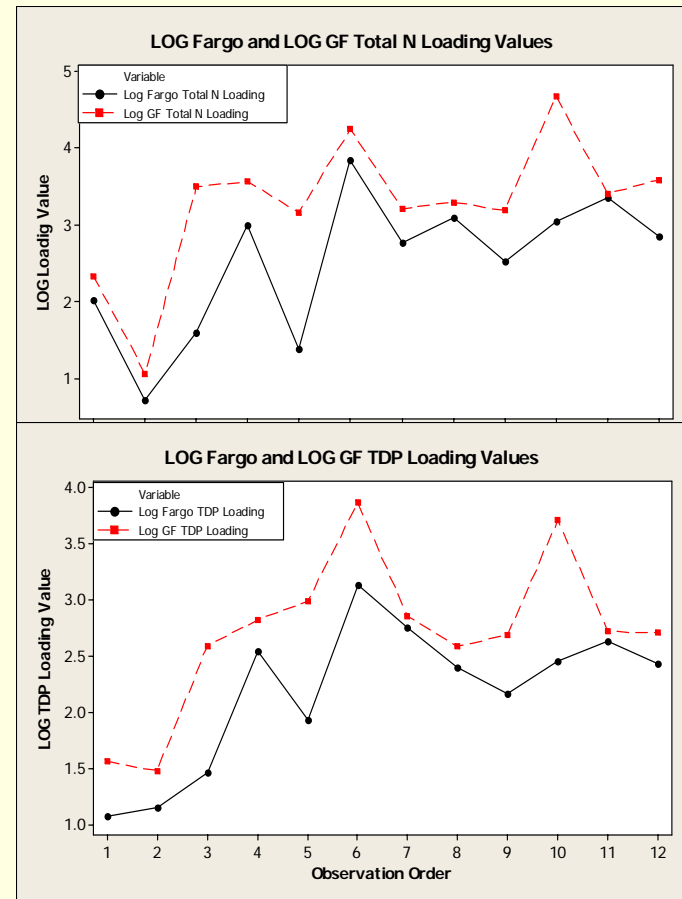 LOG Fargo and LOG GF Total N Loading Values
Variable
Log Fargo Total N Loading
Log GF Total N Loading
LOG Loadig Value
5
4
3
2
1
LOG Fargo and LOG GF TDP Loading Values
Variable
Log Fargo TDP Loading
Log GF TDP Loading
LOG TDP Loading Value
4.0
3.5
3.0
2.5
2.0
1.5
1.0
1 2 3 4 5 6 7 8 9 10 11 12
Observation Order